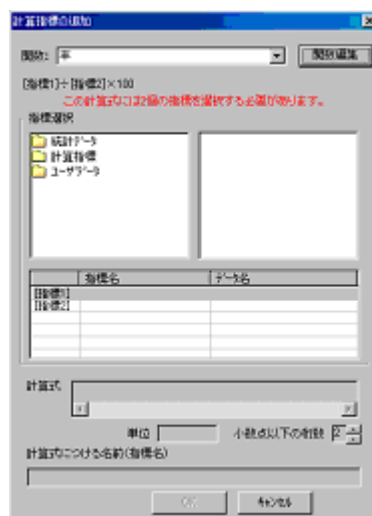 計算指標の追加
関数: 率
関数編集
[指標1]÷[指標2]×100
この計算式には2個の指標を選択する必要があります。
指標選択
統計データ
計算指標
ユーザデータ
指標名 データ名
[指標1]
[指標2]
計算式
単位 小数点以下の桁数 2
計算式につける名前(指標名)
OK キャンセル